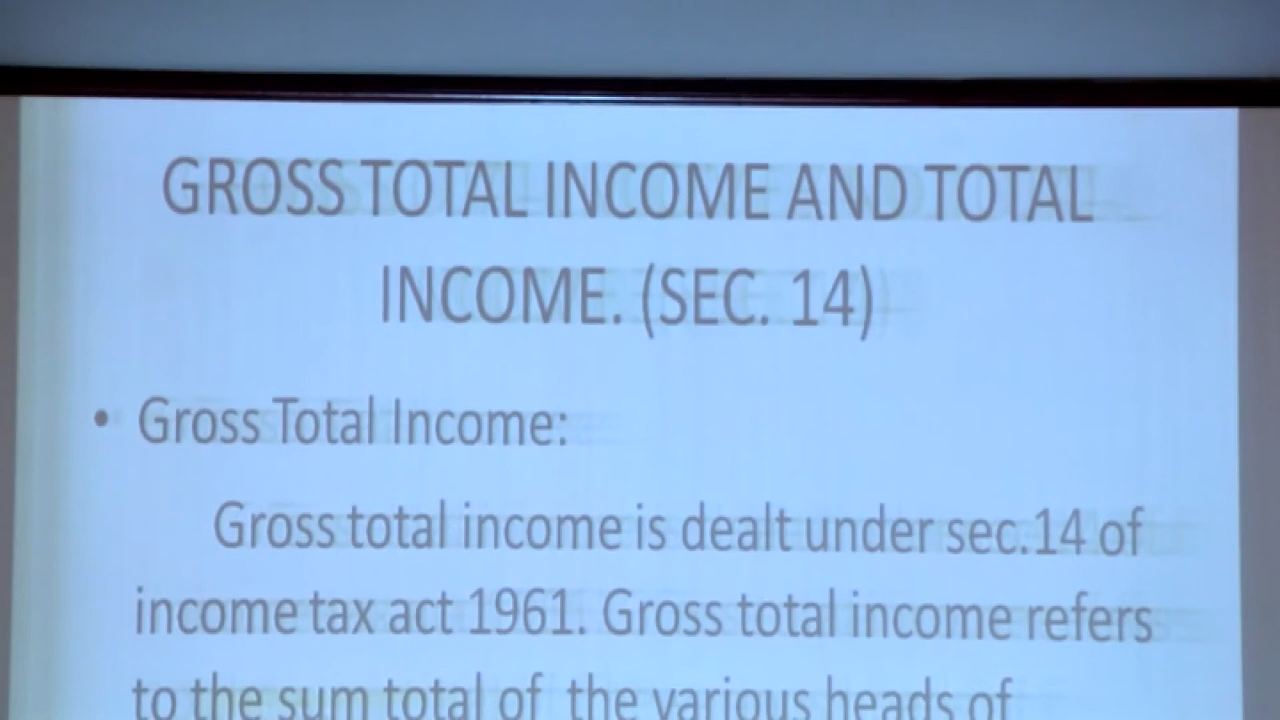 GROSS TOTAL INCOME AND TOTAL
INCOME. (SEC. 14)
• Gross Total Income:
Gross total income is dealt under sec.14 of
income tax act 1961. Gross total income refers
to the sum total of the various heads of